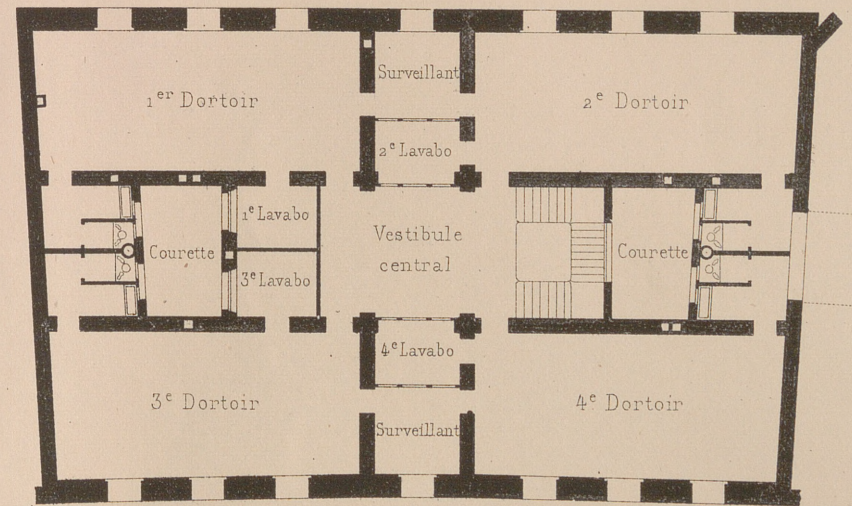 Surveillant
1er Dortoir
2e Dortoir
2e Lavabo
1e Lavabo
Vestibule
central
Courette
Courette
3e Lavabo
4e Lavabo
3e Dortoir
4e Dortoir
Surveillant